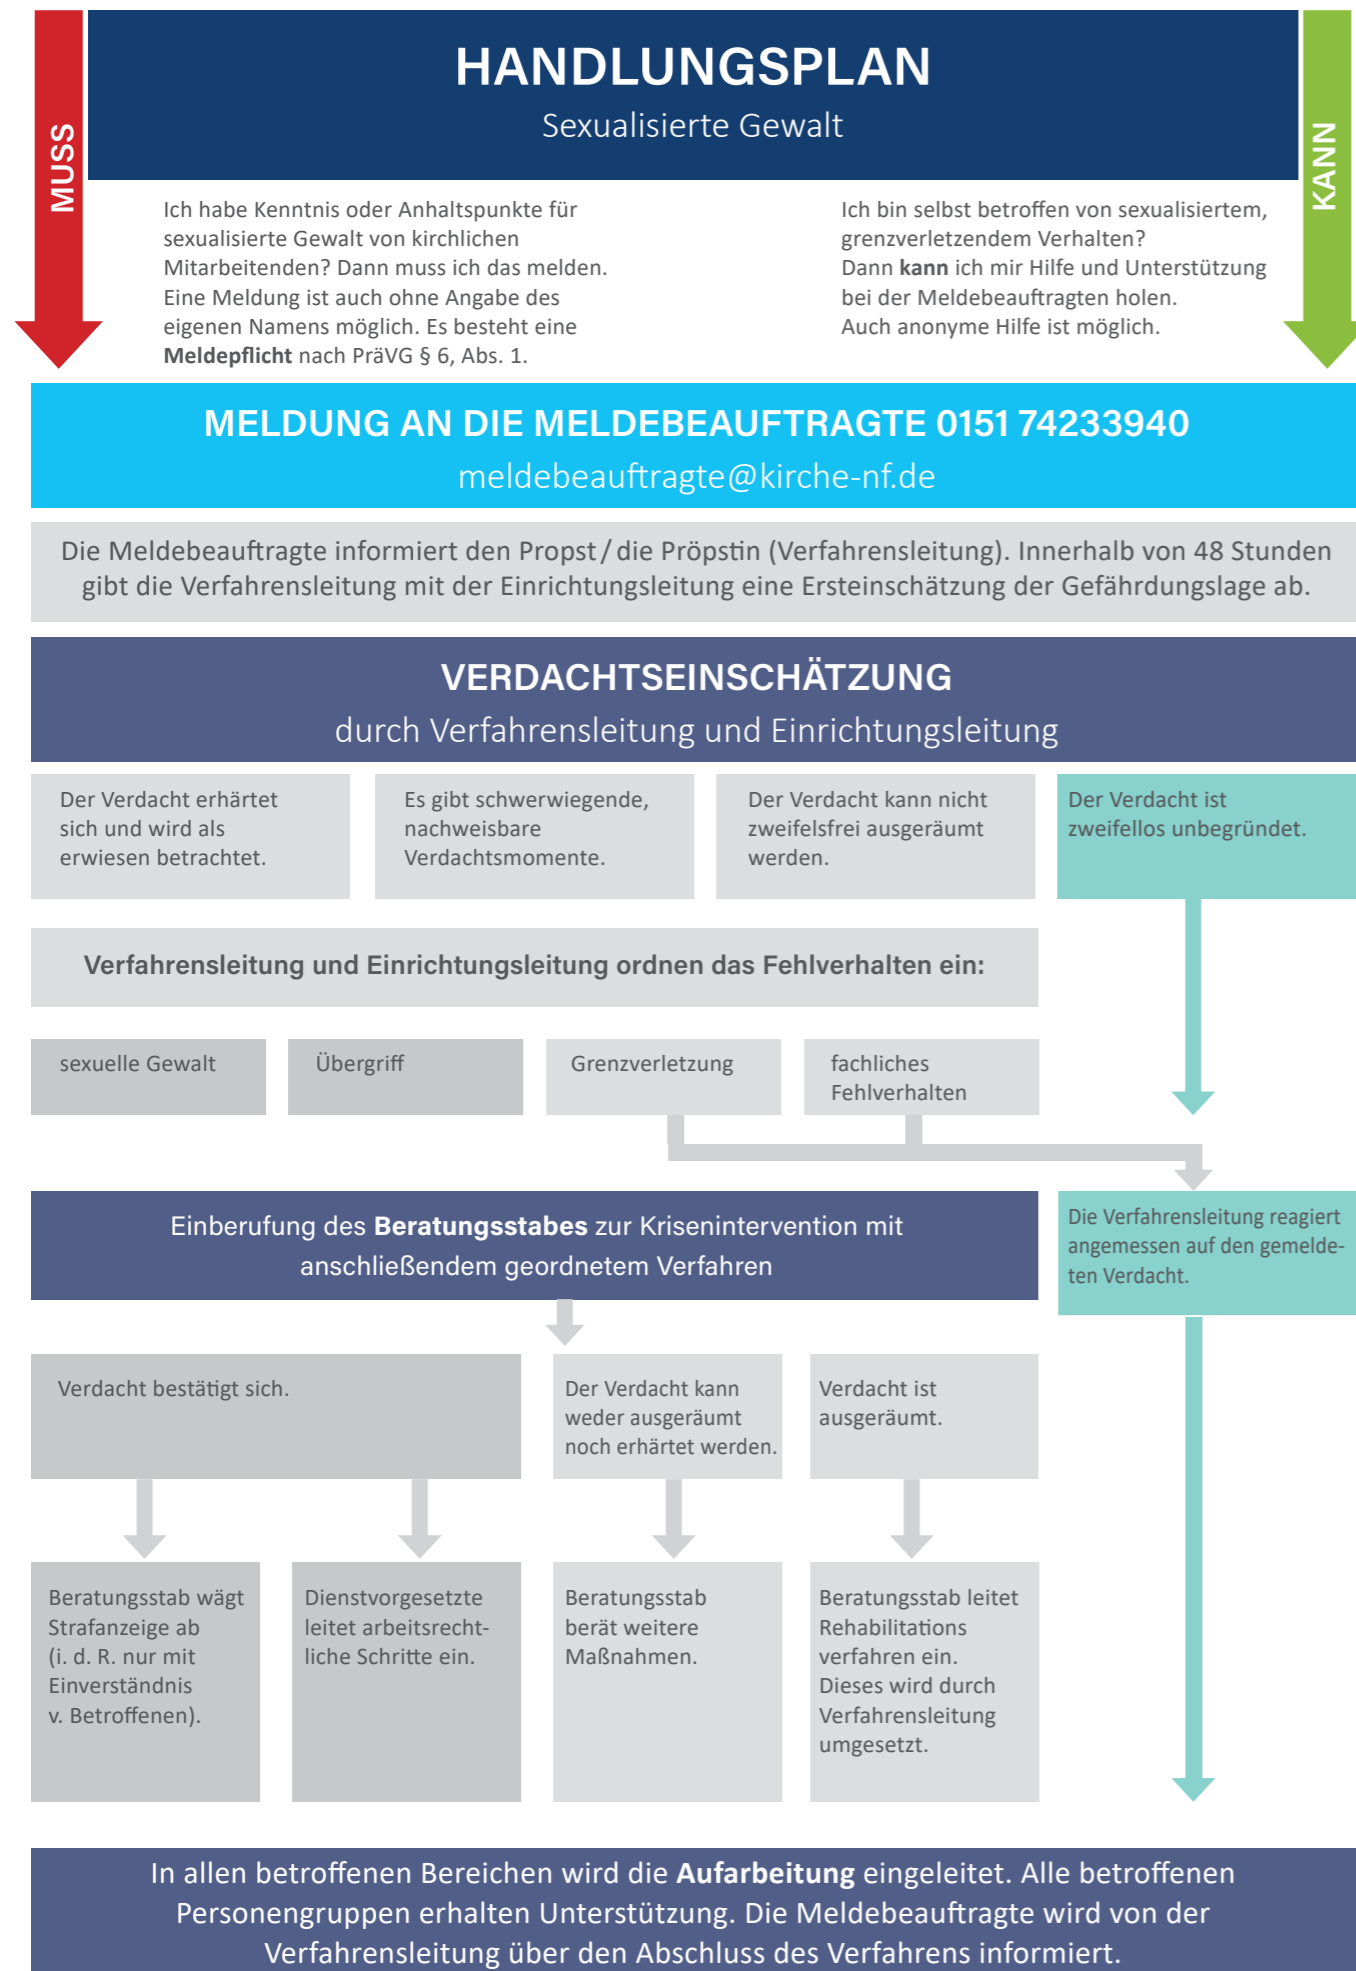 HANDLUNGSPLAN
Sexualisierte Gewalt
MUSS
KANN
Ich habe Kenntnis oder Anhaltspunkte für
sexualisierte Gewalt von kirchlichen
Mitarbeitenden? Dann muss ich das melden.
Eine Meldung ist auch ohne Angabe des
eigenen Namens möglich. Es besteht eine
Meldepflicht nach PräVG § 6, Abs. 1.
Ich bin selbst betroffen von sexualisiertem,
grenzverletzendem Verhalten?
Dann kann ich mir Hilfe und Unterstützung
bei der Meldebeauftragten holen.
Auch anonyme Hilfe ist möglich.
MELDUNG AN DIE MELDEBEAUFTRAGTE 0151 74233940
meldebeauftragte@kirche-nf.de
Die Meldebeauftragte informiert den Propst / die Pröpstin (Verfahrensleitung). Innerhalb von 48 Stunden
gibt die Verfahrensleitung mit der Einrichtungsleitung eine Ersteinschätzung der Gefährdungslage ab.
VERDACHTSEINSCHÄTZUNG
durch Verfahrensleitung und Einrichtungsleitung
Der Verdacht erhärtet
sich und wird als
erwiesen betrachtet.
Es gibt schwerwiegende,
nachweisbare
Verdachtsmomente.
Der Verdacht kann nicht
zweifelsfrei ausgeräumt
werden.
Der Verdacht ist
zweifellos unbegründet.
Verfahrensleitung und Einrichtungsleitung ordnen das Fehlverhalten ein:
sexuelle Gewalt
Übergriff
Grenzverletzung
fachliches
Fehlverhalten
Einberufung des Beratungsstabes zur Krisenintervention mit
anschließendem geordnetem Verfahren
Die Verfahrensleitung reagiert
angemessen auf den gemelde-
ten Verdacht.
Verdacht bestätigt sich.
Der Verdacht kann
weder ausgeräumt
noch erhärtet werden.
Verdacht ist
ausgeräumt.
Beratungsstab wägt
Strafanzeige ab
(i. d. R. nur mit
Einverständnis
v. Betroffenen).
Dienstvorgesetzte
leitet arbeitsrecht-
liche Schritte ein.
Beratungsstab
berät weitere
Maßnahmen.
Beratungsstab leitet
Rehabilitations
verfahren ein.
Dieses wird durch
Verfahrensleitung
umgesetzt.
In allen betroffenen Bereichen wird die Aufarbeitung eingeleitet. Alle betroffenen
Personengruppen erhalten Unterstützung. Die Meldebeauftragte wird von der
Verfahrensleitung über den Abschluss des Verfahrens informiert.